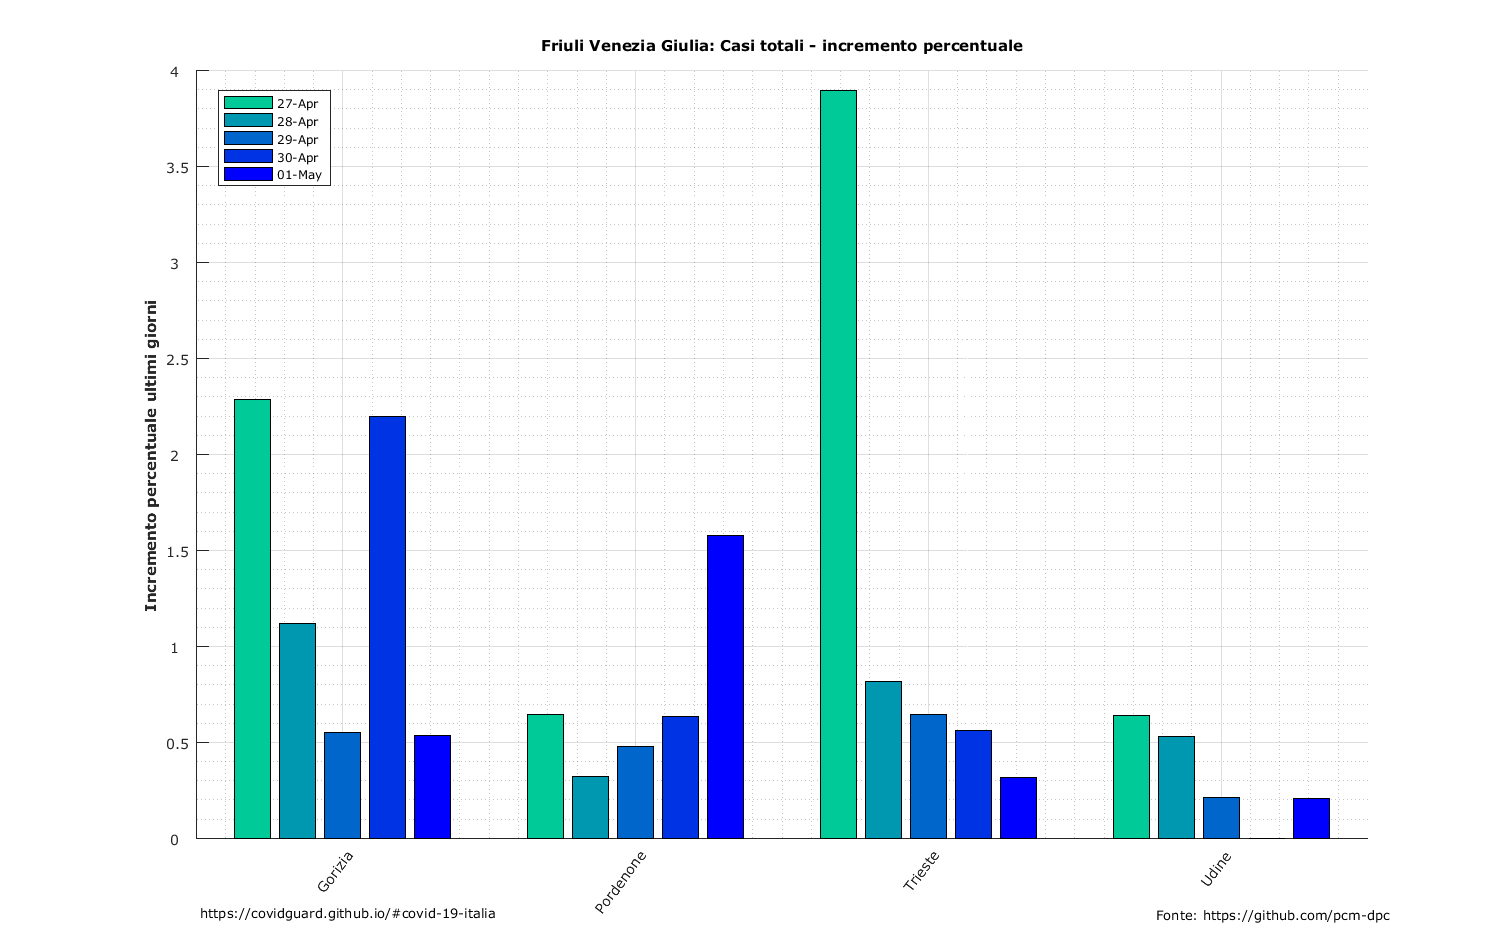 Friuli Venezia Giulia: Casi totali - incremento percentuale
Incremento percentuale ultimi giorni
4
3.5
3
2.5
2
1.5
1
0.5
0
27-Apr
28-Apr
29-Apr
30-Apr
01-May
Gorizia
Pordenone
Trieste
Udine
https://covidguard.github.io/#covid-19-italia
Fonte: https://github.com/pcm-dpc